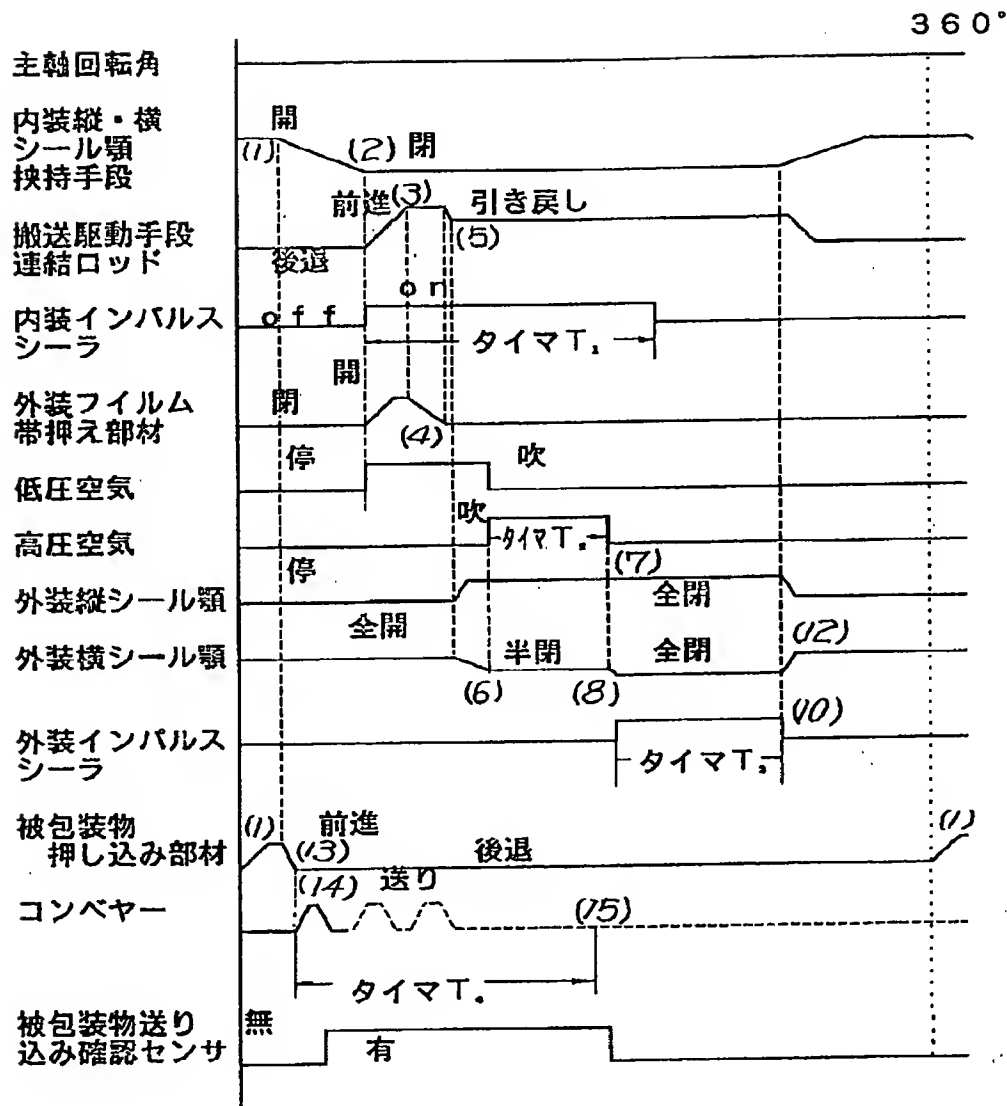 360°
主軸回転角
内装縦・横
シール顎
挟持手段
開
(1)
(2) 閉
搬送駆動手段
連結ロッド
前進(3)
引き戻し
後退
(5)
内装インパルス
シーラ
off
on
タイマT₁
外装フイルム
帯押え部材
開
閉
(4)
低圧空気
停
吹
高圧空気
吹
タイマT₂
停
(7)
外装縦シール顎
全閉
全開
外装横シール顎
半閉
全閉
(12)
(6)
(8)
外装インパルス
シーラ
(10)
タイマT₃
被包装物
押し込み部材
(1)
前進
(13)
後退
(1)
コンベヤー
(14)
送り
(15)
タイマT₄
被包装物送り
込み確認センサ
無
有